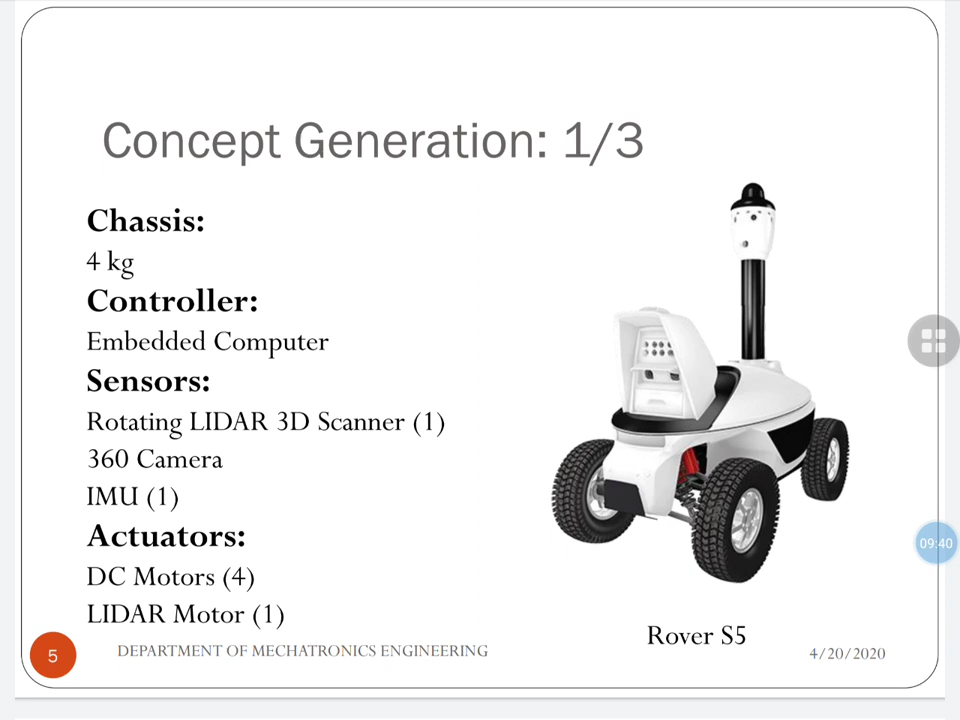 Concept Generation: 1/3
Chassis:
4 kg
Controller:
Embedded Computer
Sensors:
Rotating LIDAR 3D Scanner (1)
360 Camera
IMU (1)
Actuators:
DC Motors (4)
LIDAR Motor (1)
Rover S5
5
DEPARTMENT OF MECHATRONICS ENGINEERING
4/20/2020
09:40